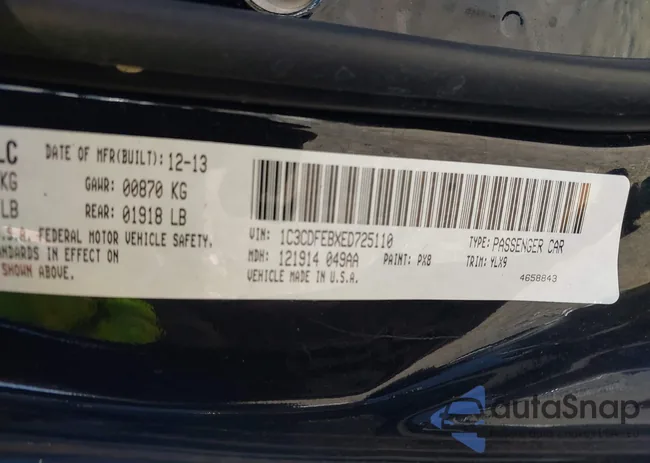 LC DATE OF MFR(BUILT): 12-13
KG GAWR: 00870 KG
LB REAR: 01918 LB
.S.A. FEDERAL MOTOR VEHICLE SAFETY,
ANDARDS IN EFFECT ON
SHOWN ABOVE.
VIN: 1C3CDFEBXED725110 TYPE: PASSENGER CAR
MDH: 121914 049AA PAINT: PX8 TRIM: YLX9
VEHICLE MADE IN U.S.A. 4658843
autaSnap